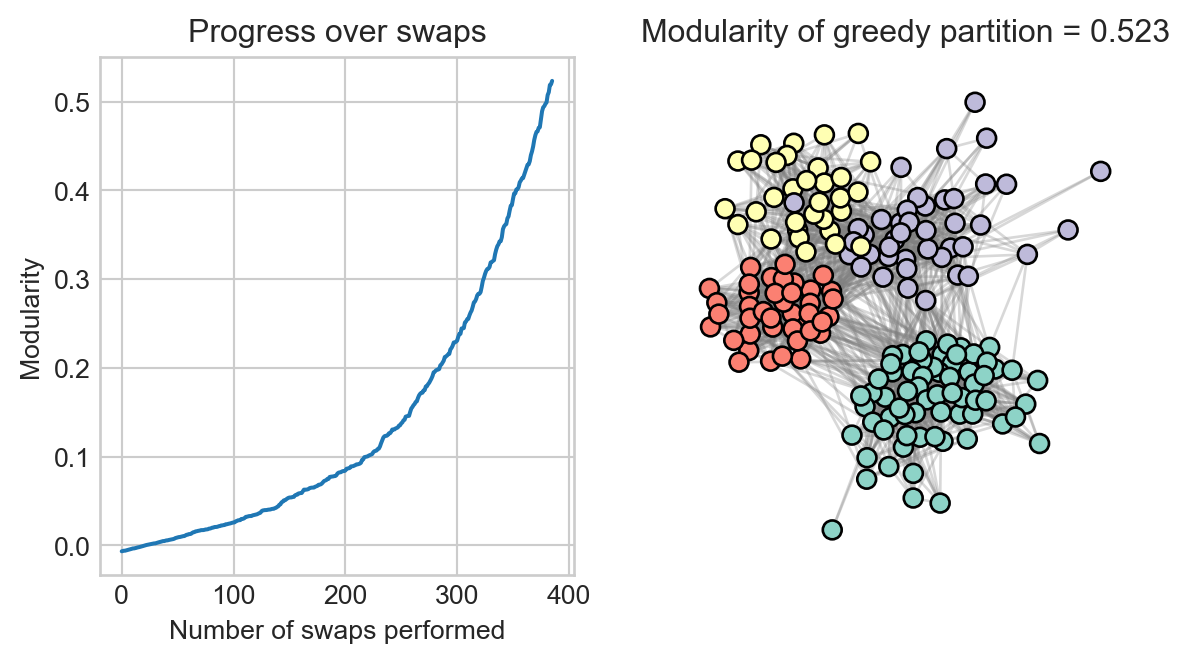 Progress over swaps
Modularity of greedy partition = 0.523
Modularity
0.5
0.4
0.3
0.2
0.1
0.0
0 100 200 300 400
Number of swaps performed